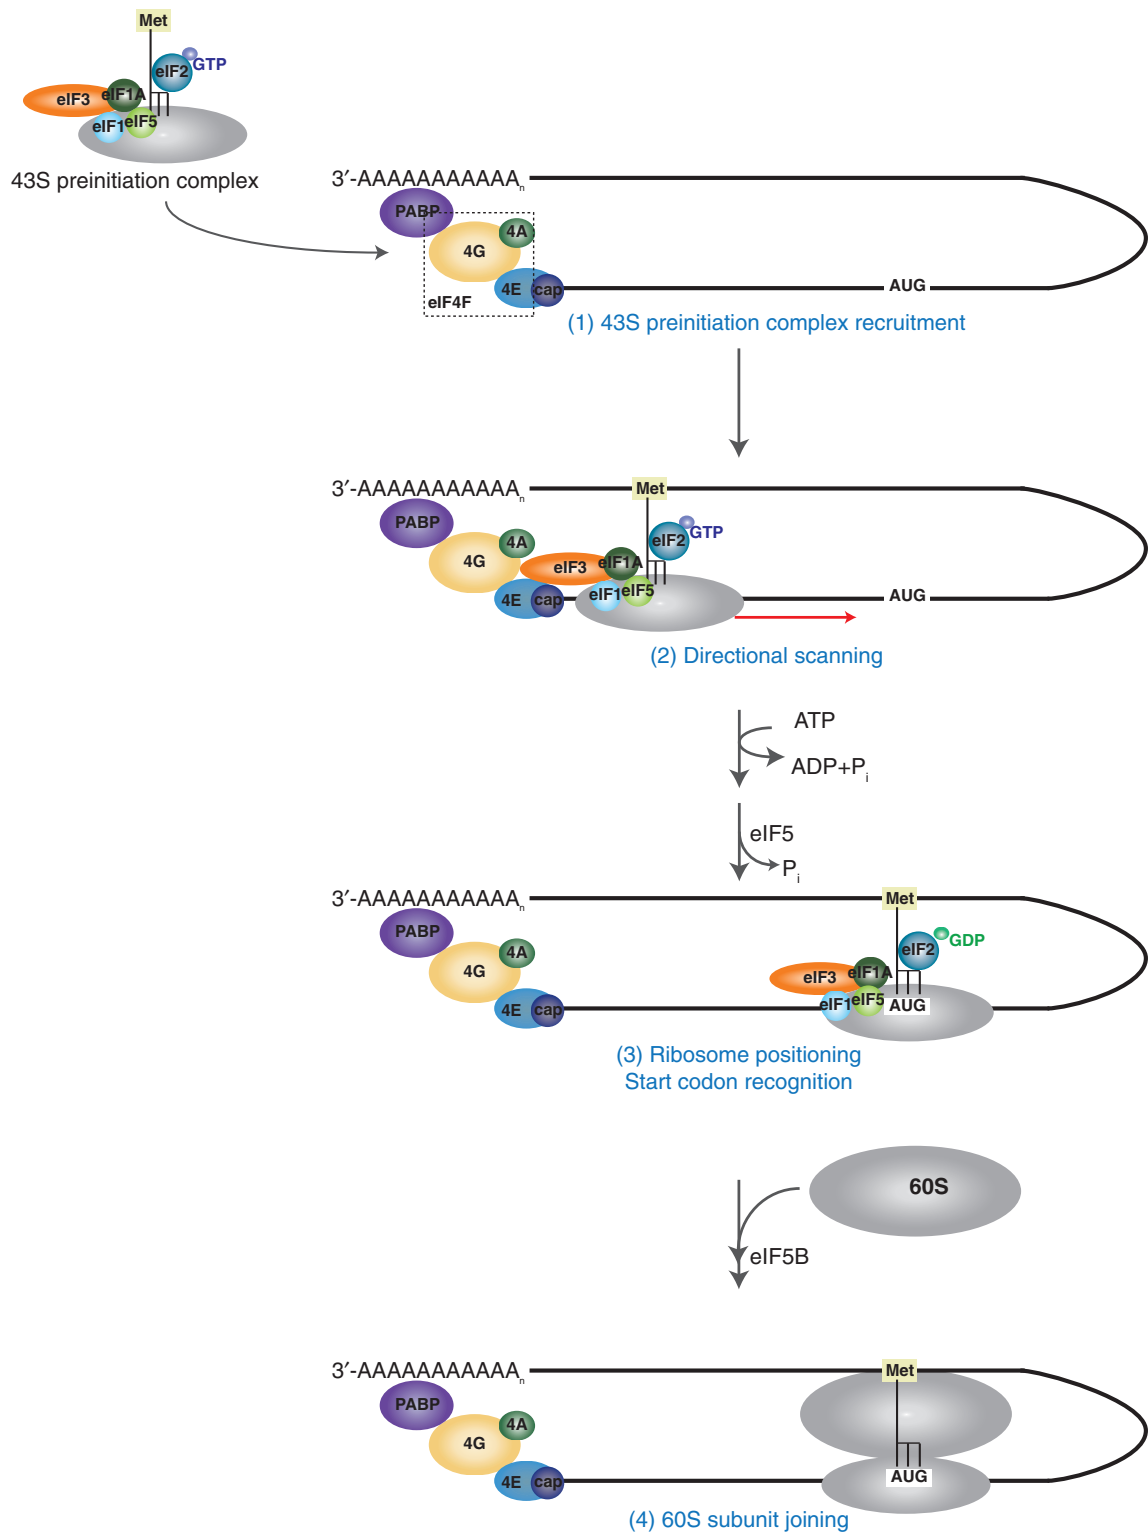 Met
eIF2
GTP
eIF3
eIF1A
eIF1
eIF5
43S preinitiation complex
3′-AAAAAAAAAAAn
PABP
4A
4G
4E
cap
eIF4F
AUG
(1) 43S preinitiation complex recruitment
3′-AAAAAAAAAAAn
Met
PABP
4A
4G
eIF2
GTP
eIF3
eIF1A
eIF1
eIF5
4E
cap
AUG
(2) Directional scanning
ATP
ADP+Pi
eIF5
Pi
3′-AAAAAAAAAAAn
Met
PABP
4A
4G
eIF2
GDP
eIF3
eIF1A
eIF1
eIF5
AUG
4E
cap
(3) Ribosome positioning
Start codon recognition
60S
eIF5B
3′-AAAAAAAAAAAn
Met
PABP
4A
4G
4E
cap
AUG
(4) 60S subunit joining